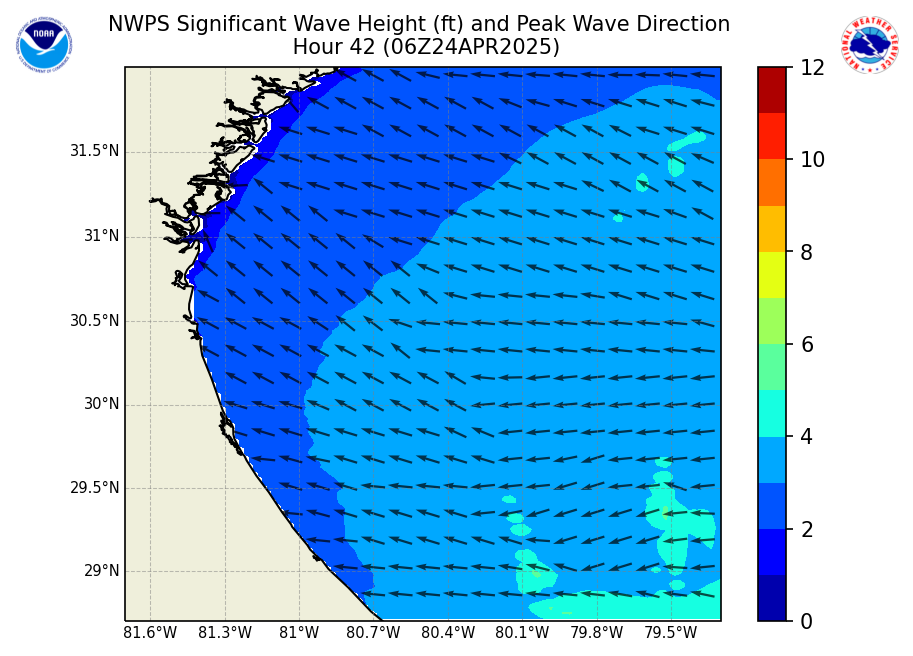 NWPS Significant Wave Height (ft) and Peak Wave Direction
Hour 42 (06Z24APR2025)
NOAA
NATIONAL WEATHER SERVICE
31.5°N
31°N
30.5°N
30°N
29.5°N
29°N
81.6°W 81.3°W 81°W 80.7°W 80.4°W 80.1°W 79.8°W 79.5°W
12
10
8
6
4
2
0